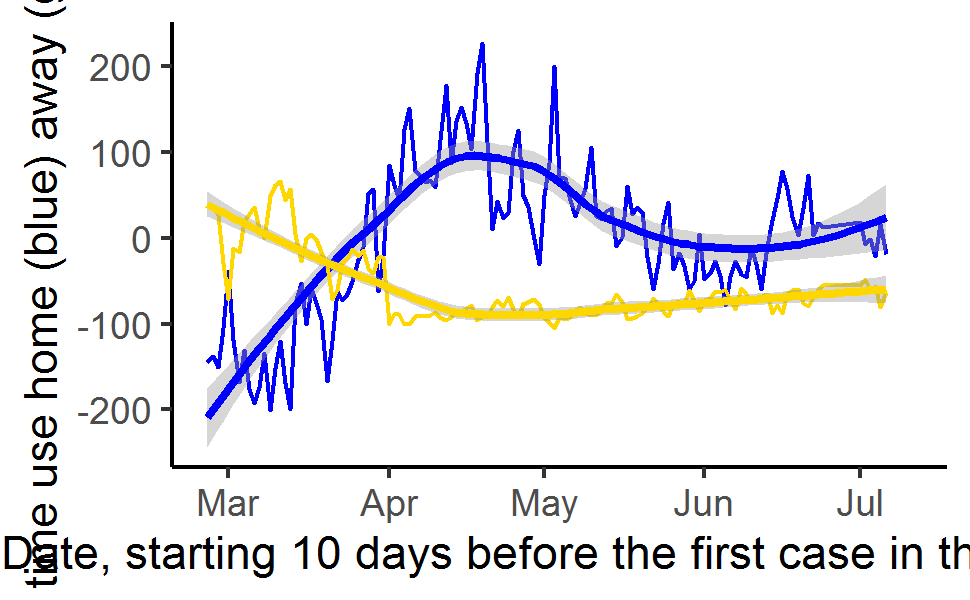 time use home (blue) away (
200
100
0
-100
-200
Mar Apr May Jun Jul
Date, starting 10 days before the first case in th